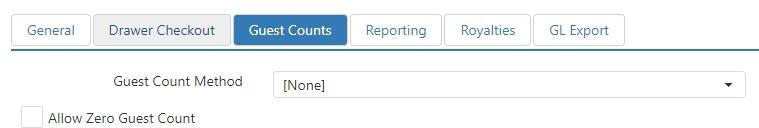 General Drawer Checkout Guest Counts Reporting Royalties GL Export
Guest Count Method [None]
Allow Zero Guest Count